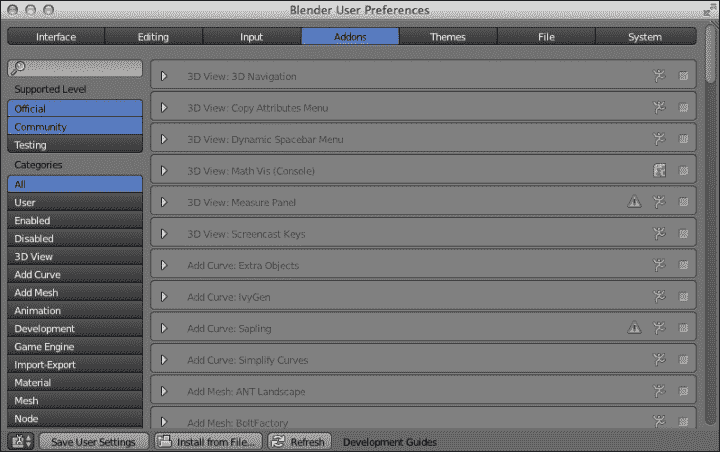 Blender User Preferences
Interface Editing Input Addons Themes File System
Supported Level
Official
Community
Testing
Categories
All
User
Enabled
Disabled
3D View
Add Curve
Add Mesh
Animation
Development
Game Engine
Import-Export
Material
Mesh
Node
3D View: 3D Navigation
3D View: Copy Attributes Menu
3D View: Dynamic Spacebar Menu
3D View: Math Vis (Console)
3D View: Measure Panel
3D View: Screencast Keys
Add Curve: Extra Objects
Add Curve: IvyGen
Add Curve: Sapling
Add Curve: Simplify Curves
Add Mesh: ANT Landscape
Add Mesh: BoltFactory
Save User Settings Install from File... Refresh Development Guides